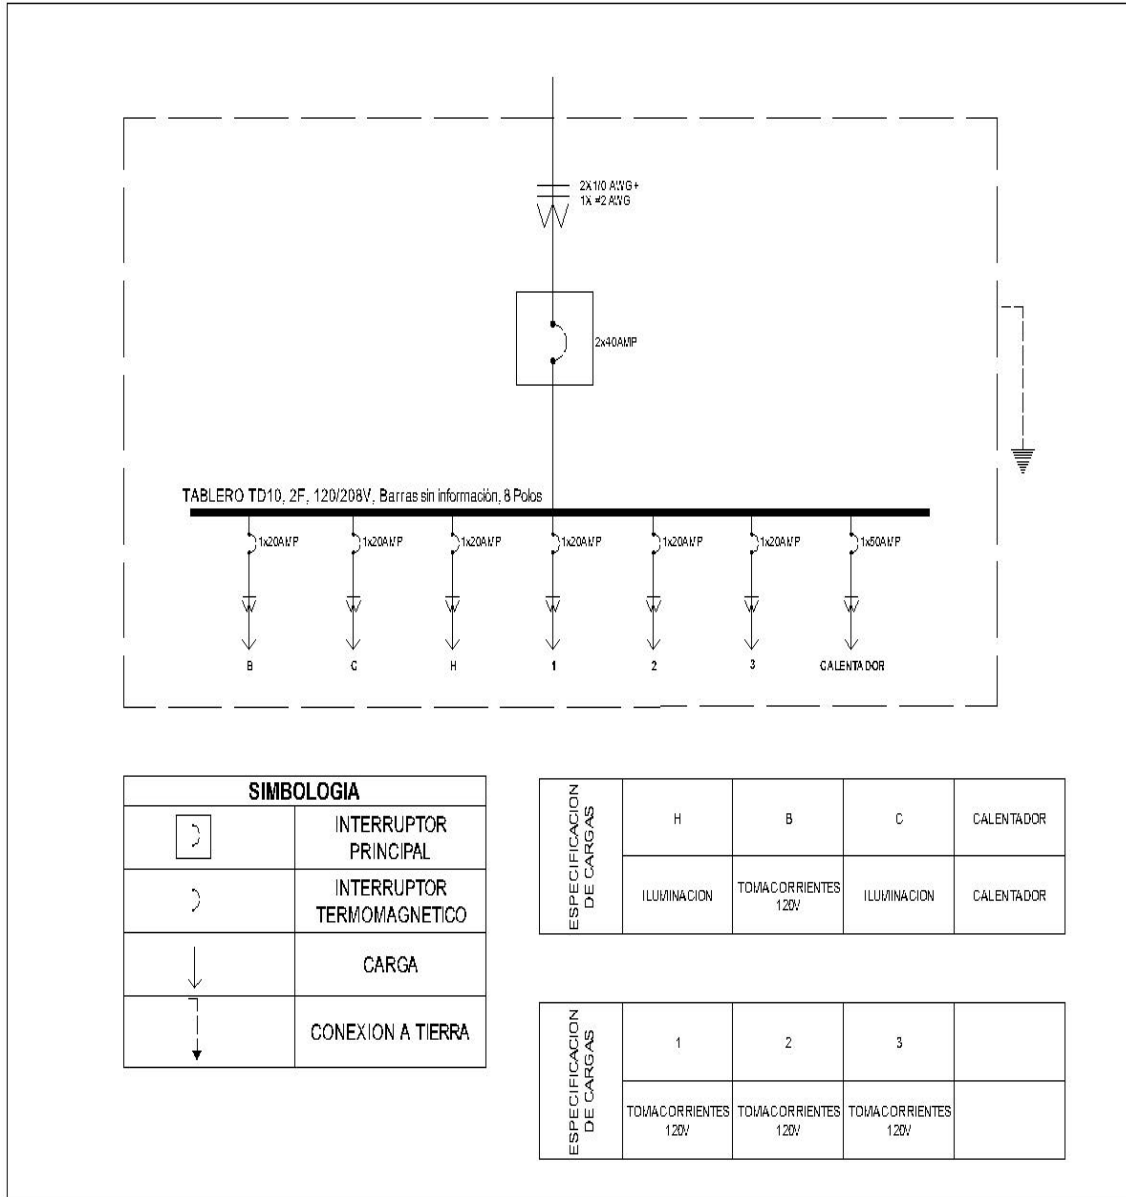 2X1/0 AWG+
1X #2 AWG
2x40AMP
TABLERO TD10, 2F, 120/208V, Barras sin información, 8 Polos
1x20AMP 1x20AMP 1x20AMP 1x20AMP 1x20AMP 1x20AMP 1x50AMP
B C H 1 2 3 CALENTADOR
SIMBOLOGIA
INTERRUPTOR
PRINCIPAL
INTERRUPTOR
TERMOMAGNETICO
CARGA
CONEXION A TIERRA
ESPECIFICACION
DE CARGAS
H B C CALENTADOR
ILUMINACION
TOMACORRIENTES
120V
ILUMINACION
CALENTADOR
ESPECIFICACION
DE CARGAS
1 2 3
TOMACORRIENTES
120V
TOMACORRIENTES
120V
TOMACORRIENTES
120V